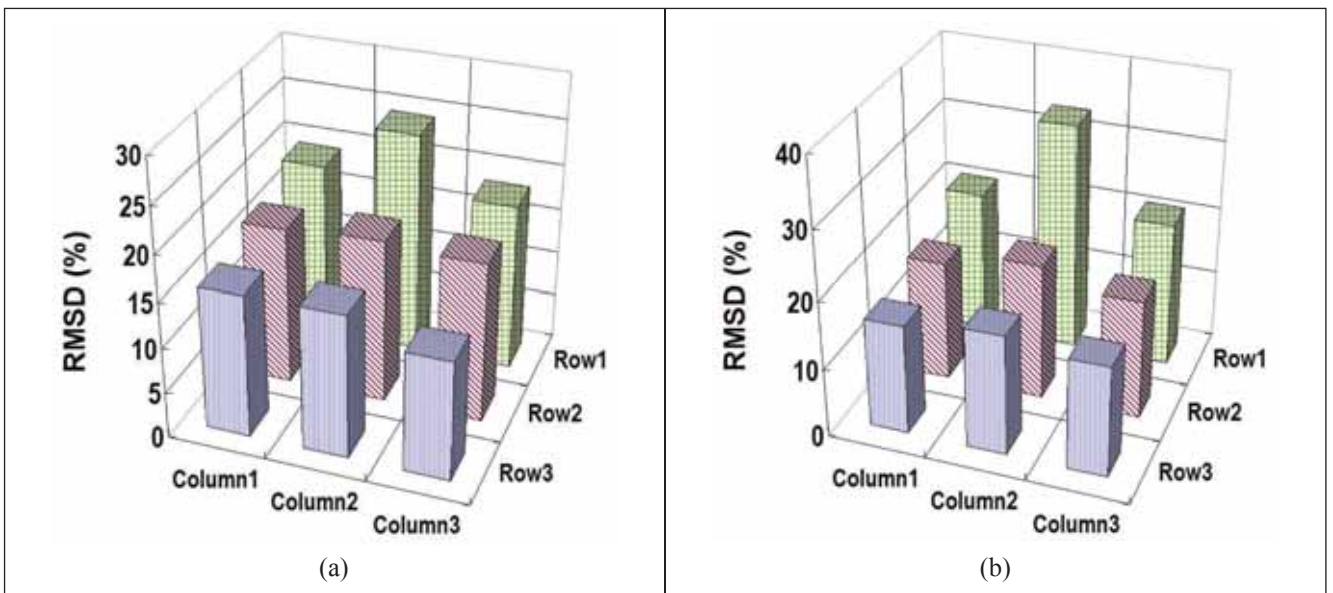 RMSD (%)
30
25
20
15
10
5
0
Column1
Column2
Column3
Row3
Row2
Row1
(a)
RMSD (%)
40
30
20
10
0
Column1
Column2
Column3
Row3
Row2
Row1
(b)